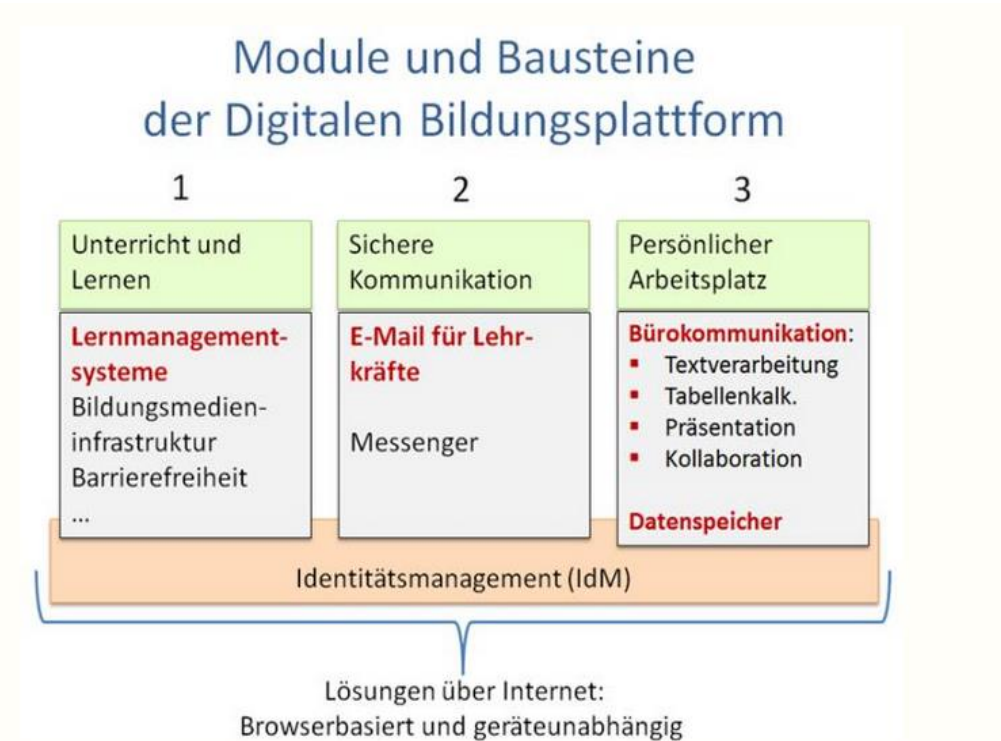 Module und Bausteine
der Digitalen Bildungsplattform
1
Unterricht und
Lernen
Lernmanagement-
systeme
Bildungsmedien-
infrastruktur
Barrierefreiheit
...
2
Sichere
Kommunikation
E-Mail für Lehr-
kräfte
Messenger
3
Persönlicher
Arbeitsplatz
Bürokommunikation:
▪ Textverarbeitung
▪ Tabellenkalk.
▪ Präsentation
▪ Kollaboration
Datenspeicher
Identitätsmanagement (IdM)
Lösungen über Internet:
Browserbasiert und geräteunabhängig